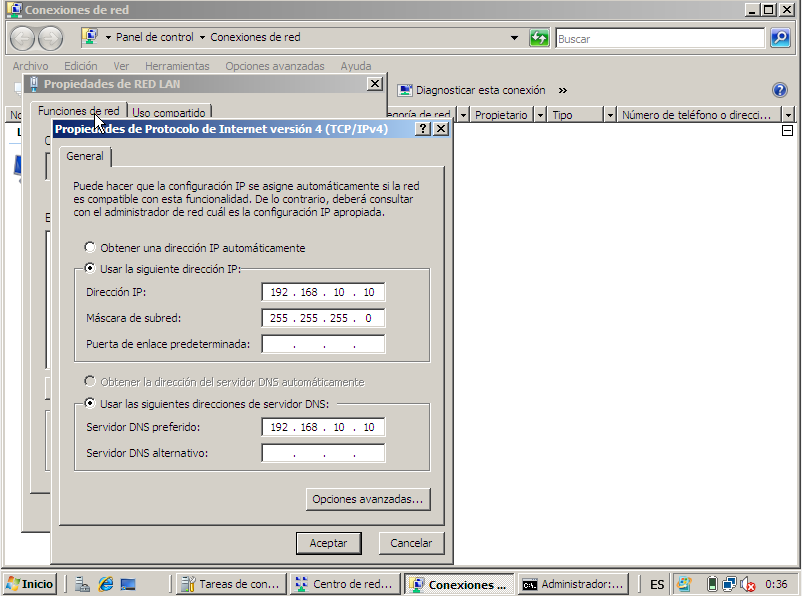 Conexiones de red
Panel de control
Conexiones de red
Buscar
Archivo Edición Ver Herramientas Opciones avanzadas Ayuda
Propiedades de RED LAN
Diagnosticar esta conexión »
Funciones de red Uso compartido
Propietario Tipo Número de teléfono o direcci...
Propiedades de Protocolo de Internet versión 4 (TCP/IPv4)
General
Puede hacer que la configuración IP se asigne automáticamente si la red
es compatible con esta funcionalidad. De lo contrario, deberá consultar
con el administrador de red cuál es la configuración IP apropiada.
Obtener una dirección IP automáticamente
Usar la siguiente dirección IP:
Dirección IP: 192 . 168 . 10 . 10
Máscara de subred: 255 . 255 . 255 . 0
Puerta de enlace predeterminada: . . .
Obtener la dirección del servidor DNS automáticamente
Usar las siguientes direcciones de servidor DNS:
Servidor DNS preferido: 192 . 168 . 10 . 10
Servidor DNS alternativo: . . .
Opciones avanzadas...
Aceptar Cancelar
Inicio Tareas de con... Centro de red... Conexiones ... Administrador:... ES 0:36